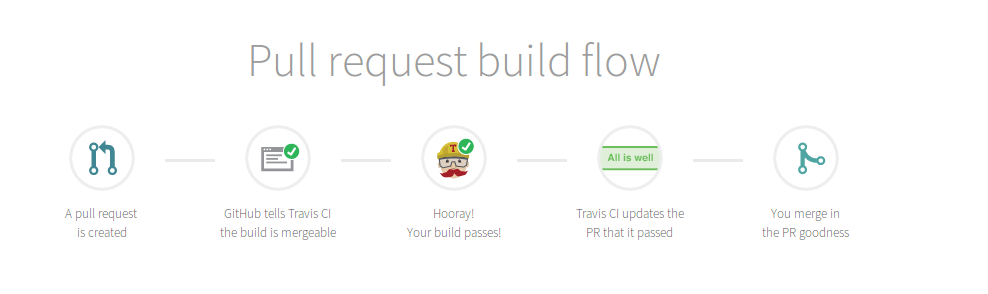 Pull request build flow
T
All is well
A pull request
is created
GitHub tells Travis CI
the build is mergeable
Hooray!
Your build passes!
Travis CI updates the
PR that it passed
You merge in
the PR goodness